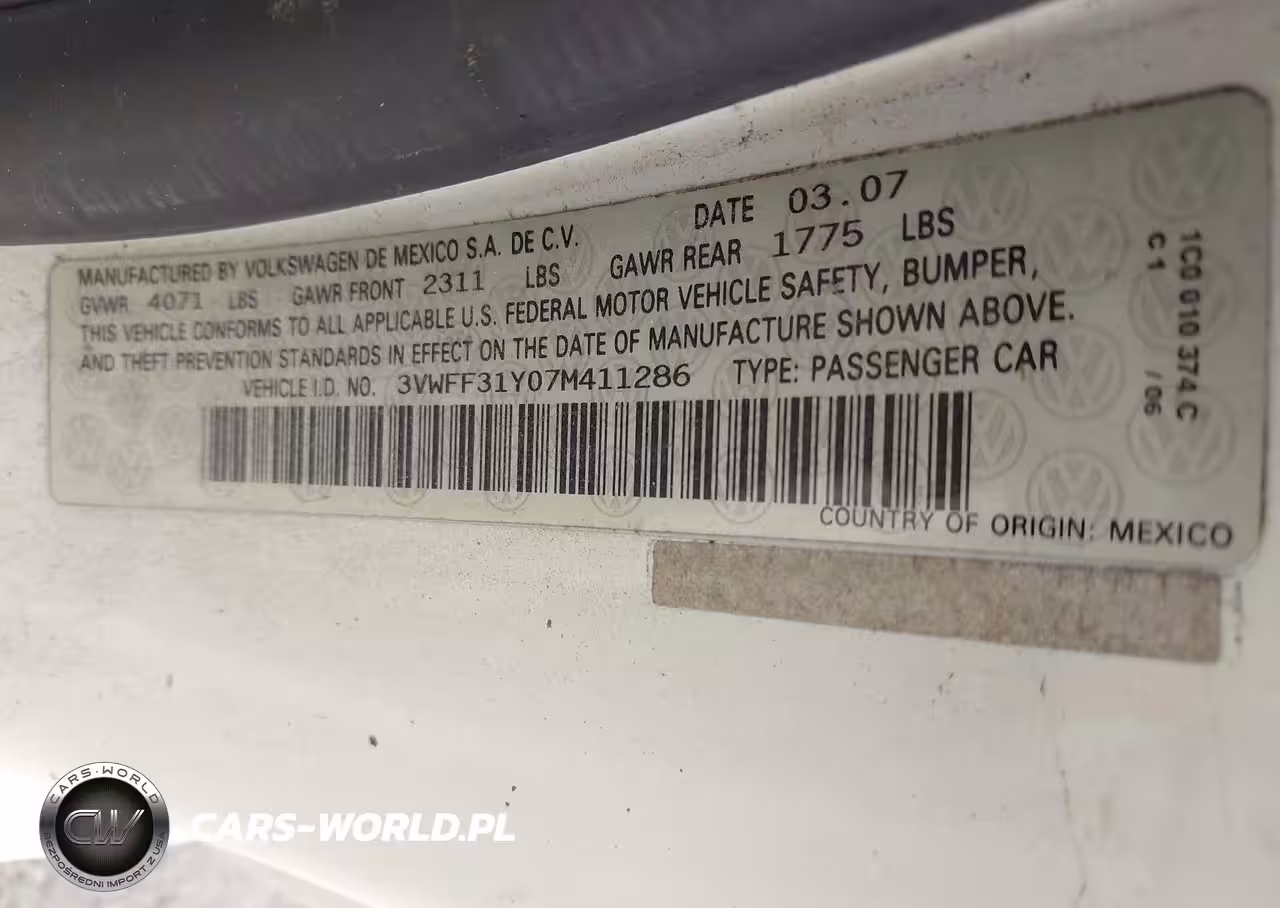 MANUFACTURED BY VOLKSWAGEN DE MEXICO S.A. DE C.V. DATE 03.07
GVWR 4071 LBS GAWR FRONT 2311 LBS GAWR REAR 1775 LBS
THIS VEHICLE CONFORMS TO ALL APPLICABLE U.S. FEDERAL MOTOR VEHICLE SAFETY, BUMPER,
AND THEFT PREVENTION STANDARDS IN EFFECT ON THE DATE OF MANUFACTURE SHOWN ABOVE.
VEHICLE I.D. NO. 3VWFF31Y07M411286 TYPE: PASSENGER CAR
COUNTRY OF ORIGIN: MEXICO
1C0 010 374 C
C1 / 06
CARS-WORLD
CW
BEZPOŚREDNI IMPORT Z USA
CARS-WORLD.PL